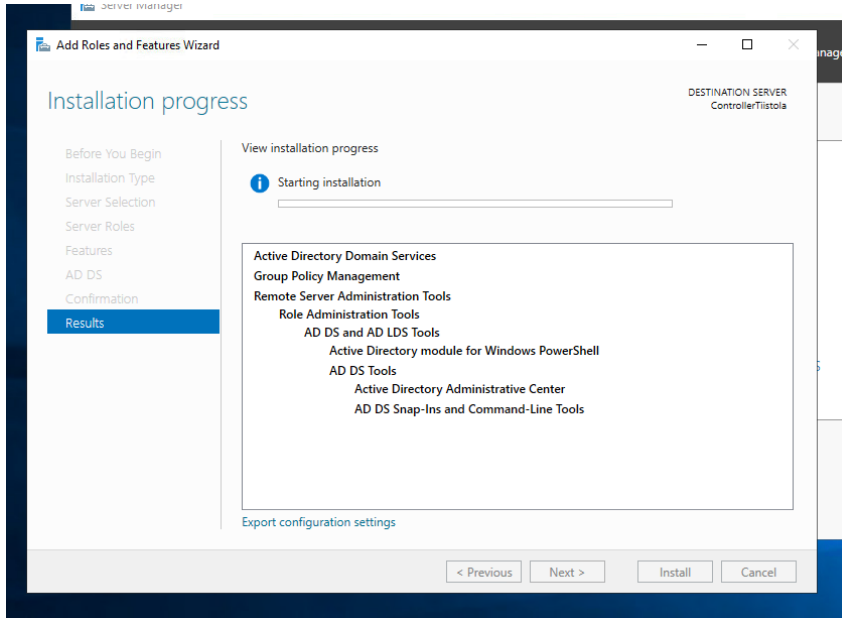 Server Manager
Add Roles and Features Wizard
Installation progress
DESTINATION SERVER
ControllerTiistola
Before You Begin
Installation Type
Server Selection
Server Roles
Features
AD DS
Confirmation
Results
View installation progress
Starting installation
Active Directory Domain Services
Group Policy Management
Remote Server Administration Tools
Role Administration Tools
AD DS and AD LDS Tools
Active Directory module for Windows PowerShell
AD DS Tools
Active Directory Administrative Center
AD DS Snap-Ins and Command-Line Tools
Export configuration settings
< Previous
Next >
Install
Cancel